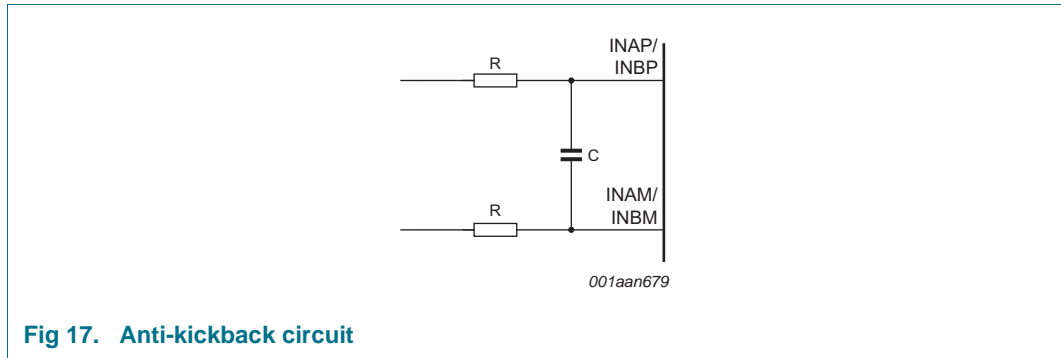 INAP/
INBP
R
C
INAM/
INBM
R
001aan679
Fig 17. Anti-kickback circuit